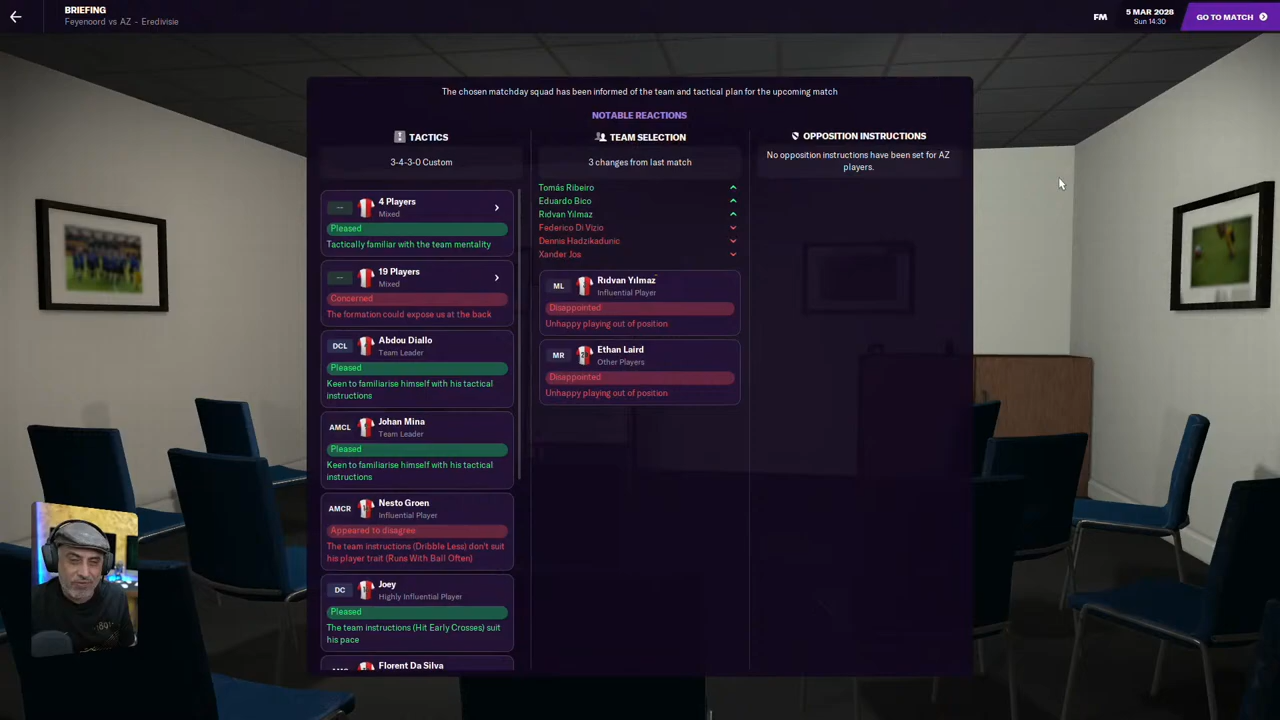 BRIEFING
Feyenoord vs AZ - Eredivisie
FM
5 MAR 2028
Sun 14:30
GO TO MATCH
The chosen matchday squad has been informed of the team and tactical plan for the upcoming match
NOTABLE REACTIONS
TACTICS
3-4-3-0 Custom
4 Players
Mixed
Pleased
Tactically familiar with the team mentality
19 Players
Mixed
Concerned
The formation could expose us at the back
DCL
Abdou Diallo
Team Leader
Pleased
Keen to familiarise himself with his tactical
instructions
AMCL
Johan Mina
Team Leader
Pleased
Keen to familiarise himself with his tactical
instructions
AMCR
Nesto Groen
Influential Player
Appeared to disagree
The team instructions (Dribble Less) don't suit
his player trait (Runs With Ball Often)
DC
Joey
Highly Influential Player
Pleased
The team instructions (Hit Early Crosses) suit
his pace
Florent Da Silva
TEAM SELECTION
3 changes from last match
Tomás Ribeiro
Eduardo Bico
Rıdvan Yılmaz
Federico Di Vizio
Dennis Hadzikadunic
Xander Jos
ML
Rıdvan Yılmaz
Influential Player
Disappointed
Unhappy playing out of position
MR
Ethan Laird
Other Players
Disappointed
Unhappy playing out of position
OPPOSITION INSTRUCTIONS
No opposition instructions have been set for AZ
players.